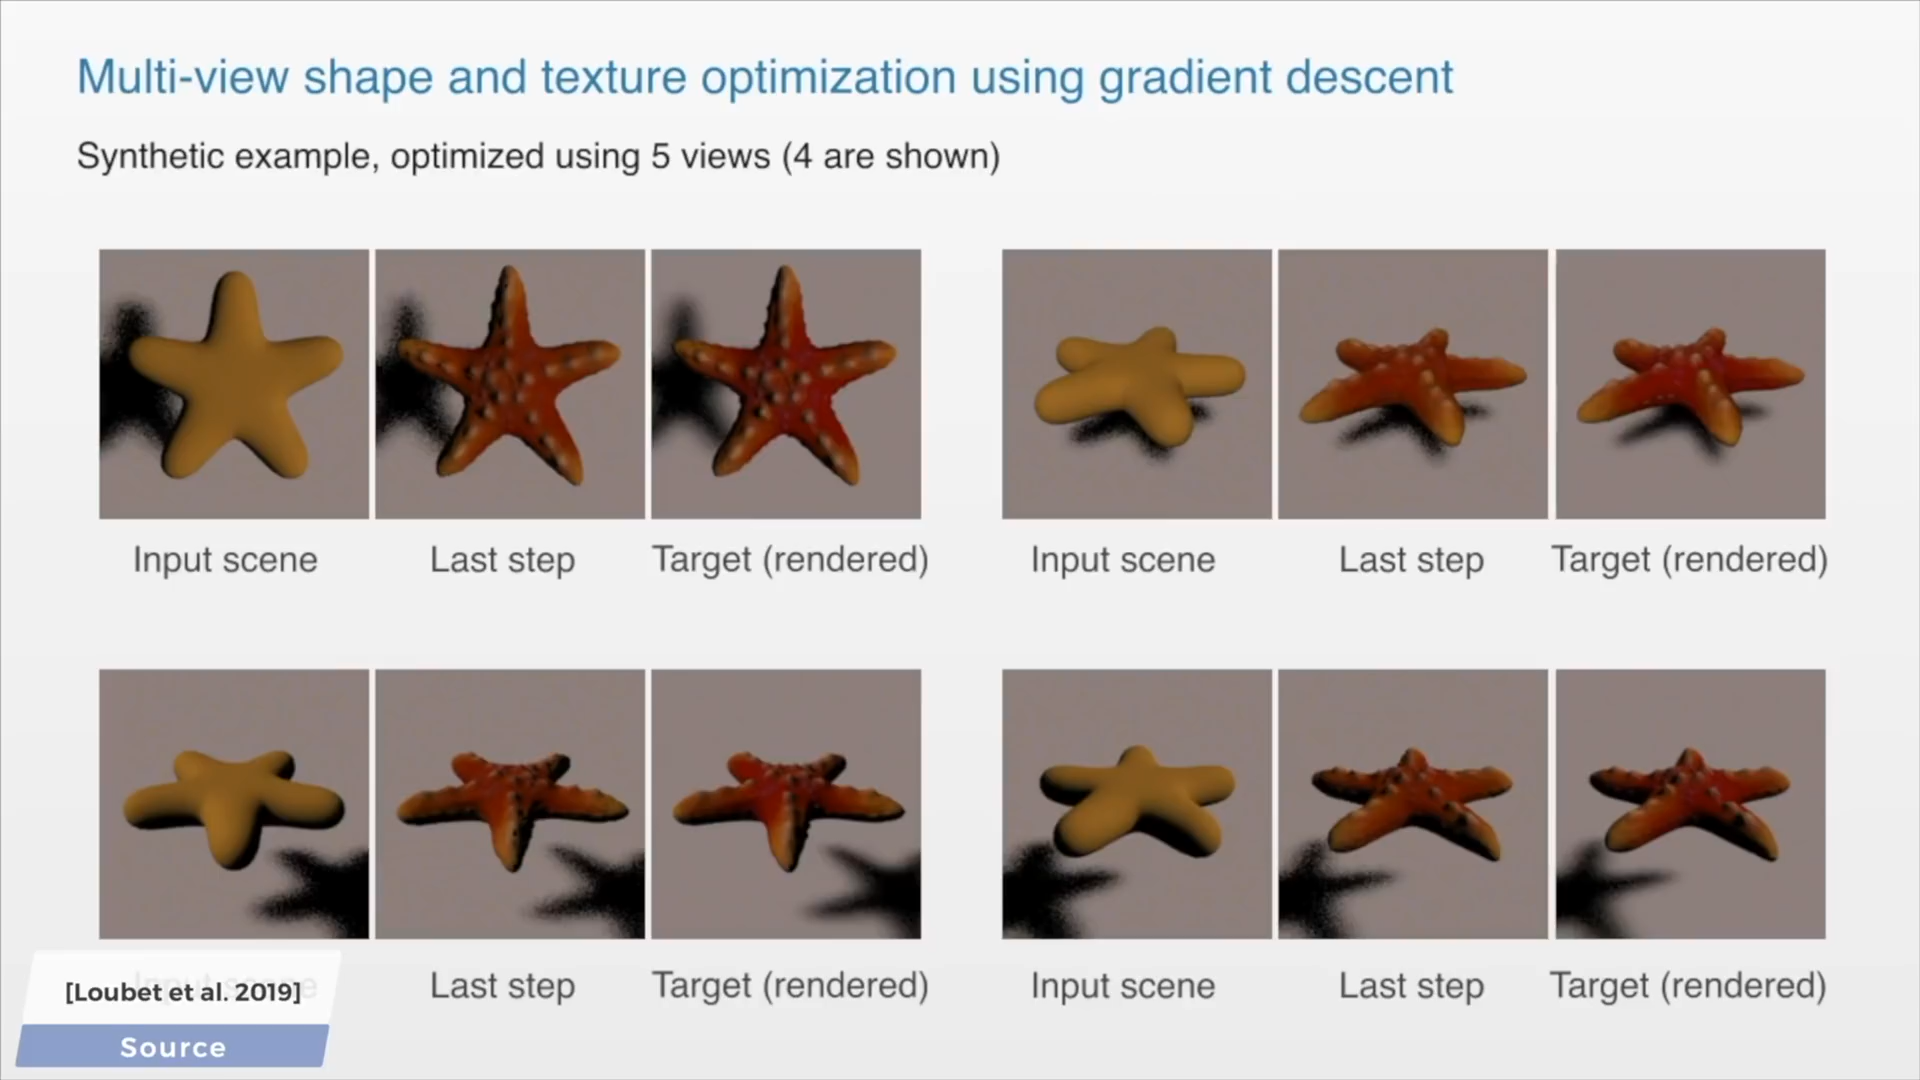 Multi-view shape and texture optimization using gradient descent
Synthetic example, optimized using 5 views (4 are shown)
Input scene Last step Target (rendered) Input scene Last step Target (rendered)
Input scene Last step Target (rendered) Input scene Last step Target (rendered)
[Loubet et al. 2019]
Source